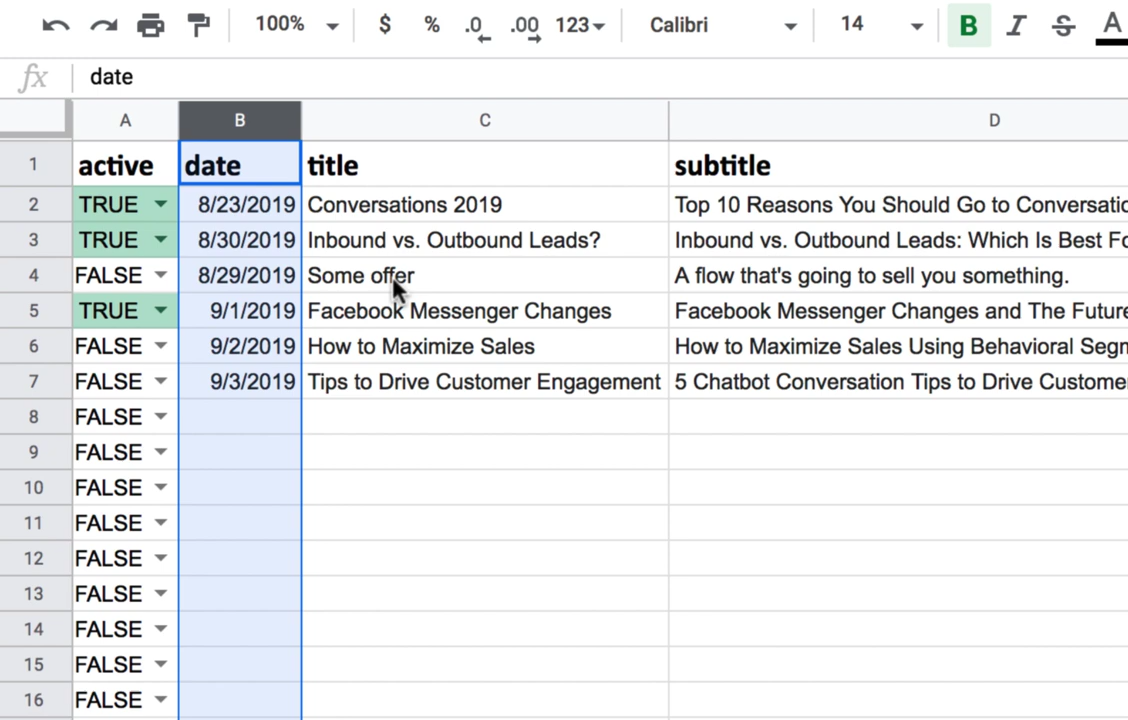 100% $ % .0 .00 123 Calibri 14 B I S A
fx date
A B C D
1 active date title subtitle
2 TRUE 8/23/2019 Conversations 2019 Top 10 Reasons You Should Go to Conversatio
3 TRUE 8/30/2019 Inbound vs. Outbound Leads? Inbound vs. Outbound Leads: Which Is Best Fo
4 FALSE 8/29/2019 Some offer A flow that's going to sell you something.
5 TRUE 9/1/2019 Facebook Messenger Changes Facebook Messenger Changes and The Future
6 FALSE 9/2/2019 How to Maximize Sales How to Maximize Sales Using Behavioral Segm
7 FALSE 9/3/2019 Tips to Drive Customer Engagement 5 Chatbot Conversation Tips to Drive Custome
8 FALSE
9 FALSE
10 FALSE
11 FALSE
12 FALSE
13 FALSE
14 FALSE
15 FALSE
16 FALSE